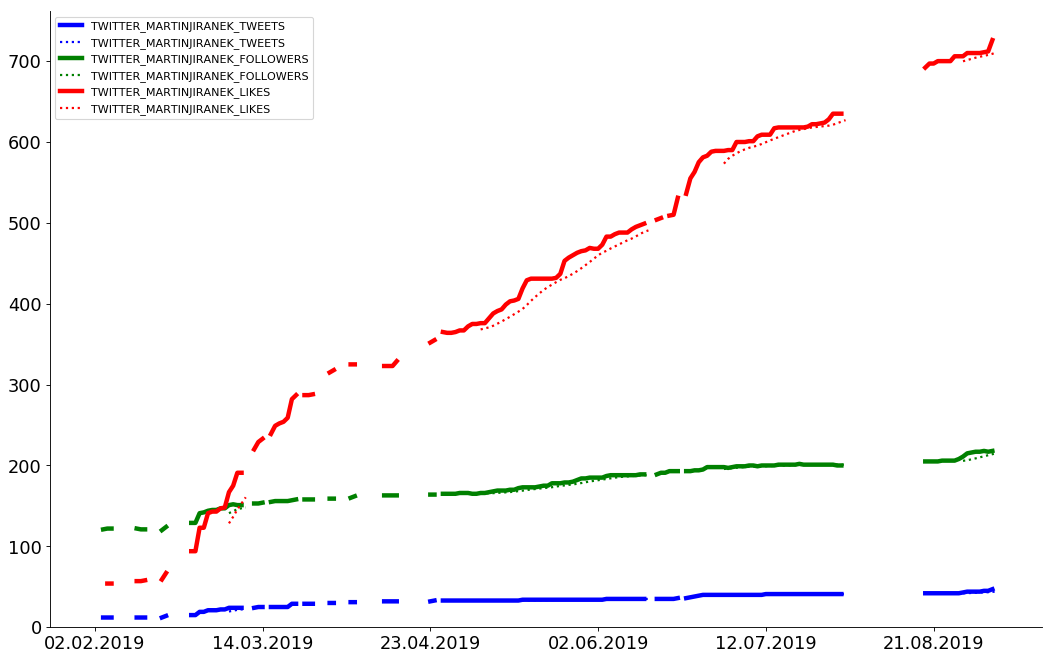 TWITTER_MARTINJIRANEK_TWEETS
TWITTER_MARTINJIRANEK_TWEETS
TWITTER_MARTINJIRANEK_FOLLOWERS
TWITTER_MARTINJIRANEK_FOLLOWERS
TWITTER_MARTINJIRANEK_LIKES
TWITTER_MARTINJIRANEK_LIKES
700
600
500
400
300
200
100
0
02.02.2019 14.03.2019 23.04.2019 02.06.2019 12.07.2019 21.08.2019